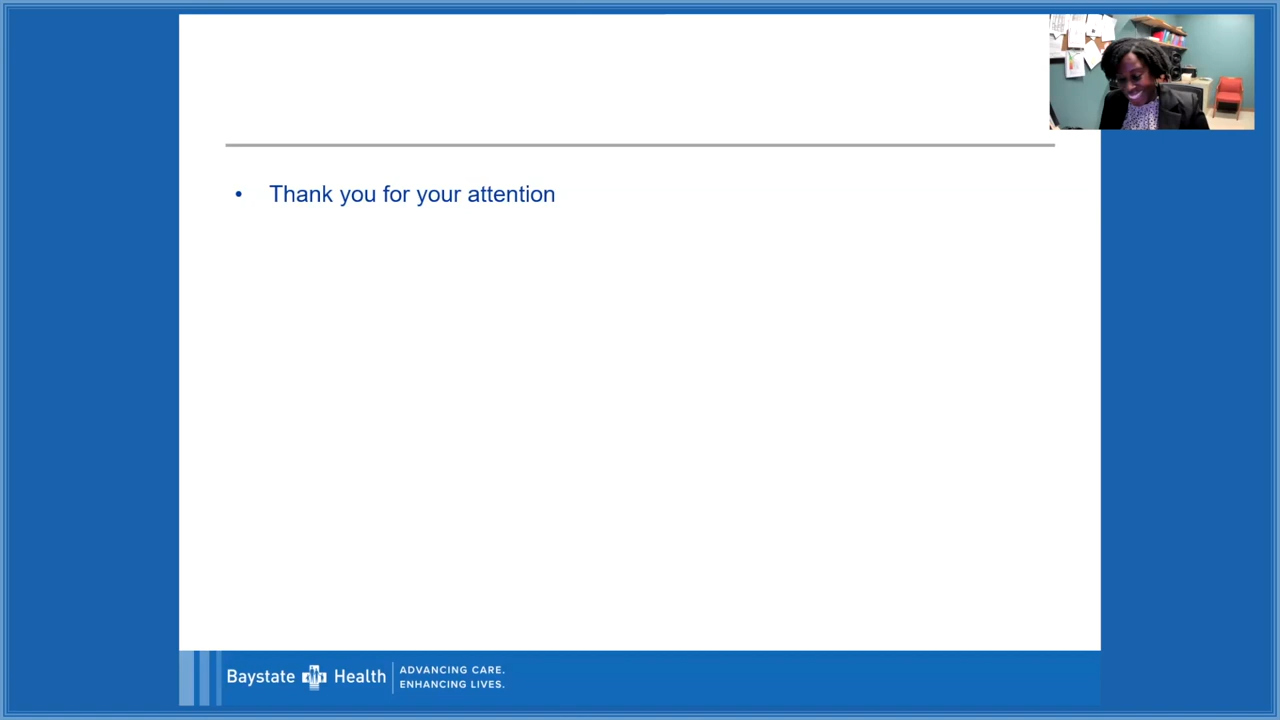 • Thank you for your attention
Baystate Health
ADVANCING CARE.
ENHANCING LIVES.